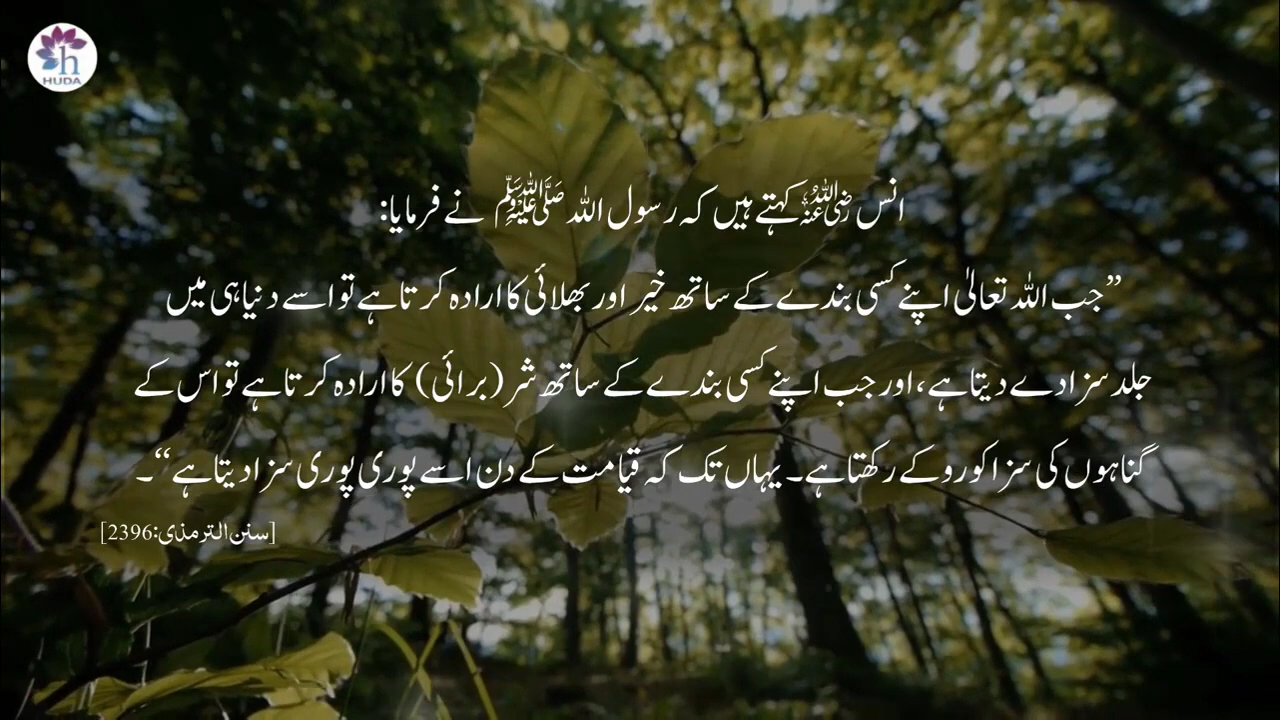 h
HUDA
انس رضی اللہ عنہ کہتے ہیں کہ رسول اللہ ﷺ نے فرمایا:
”جب اللہ تعالیٰ اپنے کسی بندے کے ساتھ خیر اور بھلائی کا ارادہ کرتا ہے تو اسے دنیا ہی میں
جلد سزا دے دیتا ہے، اور جب اپنے کسی بندے کے ساتھ شر (برائی) کا ارادہ کرتا ہے تو اس کے
گناہوں کی سزا کو روکے رکھتا ہے۔ یہاں تک کہ قیامت کے دن اسے پوری پوری سزا دیتا ہے“۔
[سنن الترمذی:2396]